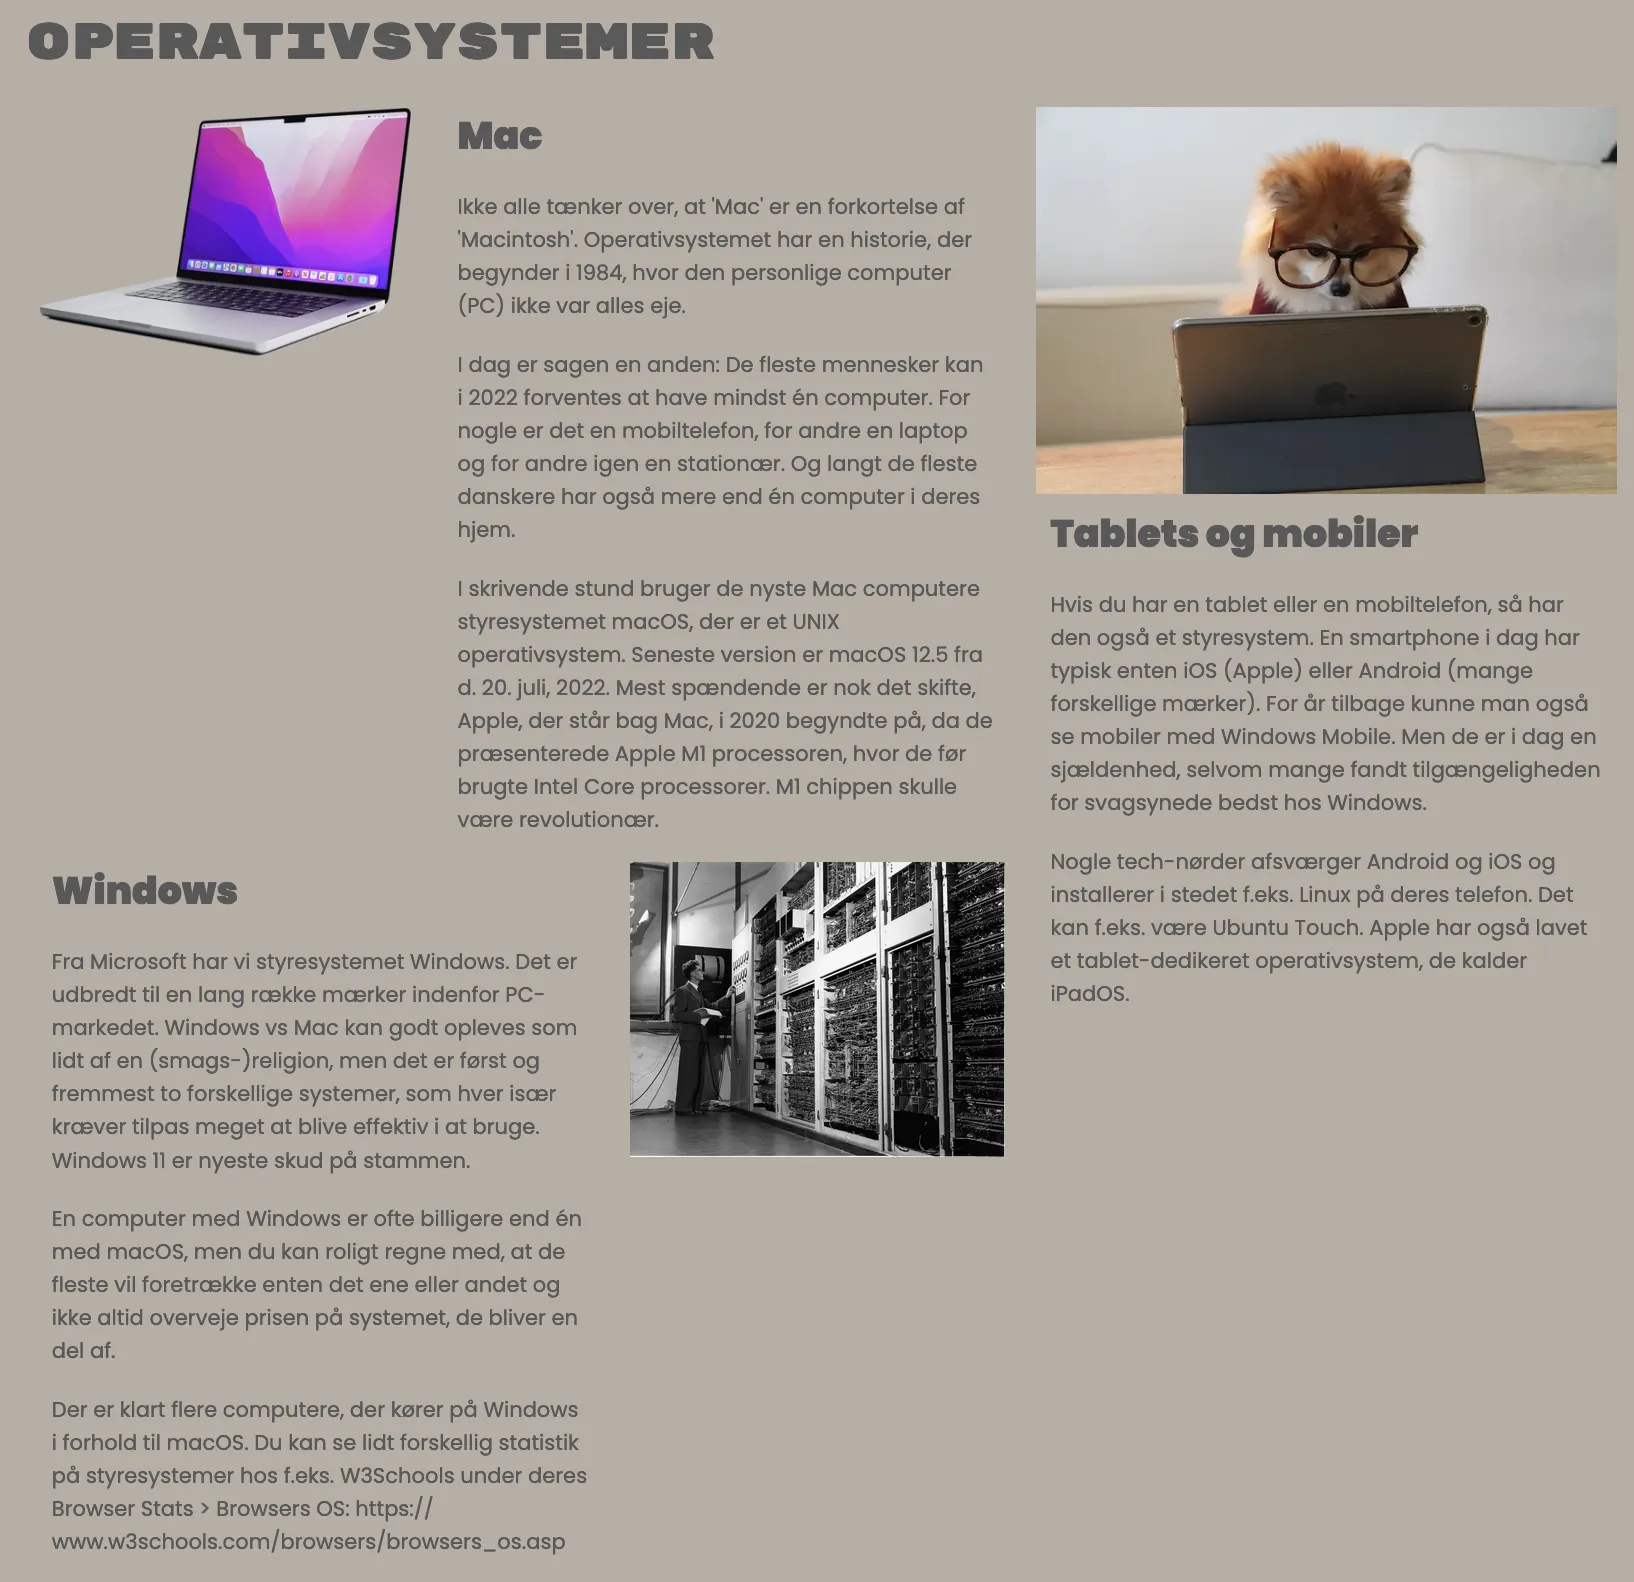 OPERATIVSYSTEMER
Mac
Ikke alle tænker over, at 'Mac' er en forkortelse af
'Macintosh'. Operativsystemet har en historie, der
begynder i 1984, hvor den personlige computer
(PC) ikke var alles eje.
I dag er sagen en anden: De fleste mennesker kan
i 2022 forventes at have mindst én computer. For
nogle er det en mobiltelefon, for andre en laptop
og for andre igen en stationær. Og langt de fleste
danskere har også mere end én computer i deres
hjem.
I skrivende stund bruger de nyste Mac computere
styresystemet macOS, der er et UNIX
operativsystem. Seneste version er macOS 12.5 fra
d. 20. juli, 2022. Mest spændende er nok det skifte,
Apple, der står bag Mac, i 2020 begyndte på, da de
præsenterede Apple M1 processoren, hvor de før
brugte Intel Core processorer. M1 chippen skulle
være revolutionær.
Windows
Fra Microsoft har vi styresystemet Windows. Det er
udbredt til en lang række mærker indenfor PC-
markedet. Windows vs Mac kan godt opleves som
lidt af en (smags-)religion, men det er først og
fremmest to forskellige systemer, som hver især
kræver tilpas meget at blive effektiv i at bruge.
Windows 11 er nyeste skud på stammen.
En computer med Windows er ofte billigere end én
med macOS, men du kan roligt regne med, at de
fleste vil foretrække enten det ene eller andet og
ikke altid overveje prisen på systemet, de bliver en
del af.
Der er klart flere computere, der kører på Windows
i forhold til macOS. Du kan se lidt forskellig statistik
på styresystemer hos f.eks. W3Schools under deres
Browser Stats > Browsers OS: https://
www.w3schools.com/browsers/browsers_os.asp
Tablets og mobiler
Hvis du har en tablet eller en mobiltelefon, så har
den også et styresystem. En smartphone i dag har
typisk enten iOS (Apple) eller Android (mange
forskellige mærker). For år tilbage kunne man også
se mobiler med Windows Mobile. Men de er i dag en
sjældenhed, selvom mange fandt tilgængeligheden
for svagsynede bedst hos Windows.
Nogle tech-nørder afsværger Android og iOS og
installerer i stedet f.eks. Linux på deres telefon. Det
kan f.eks. være Ubuntu Touch. Apple har også lavet
et tablet-dedikeret operativsystem, de kalder
iPadOS.